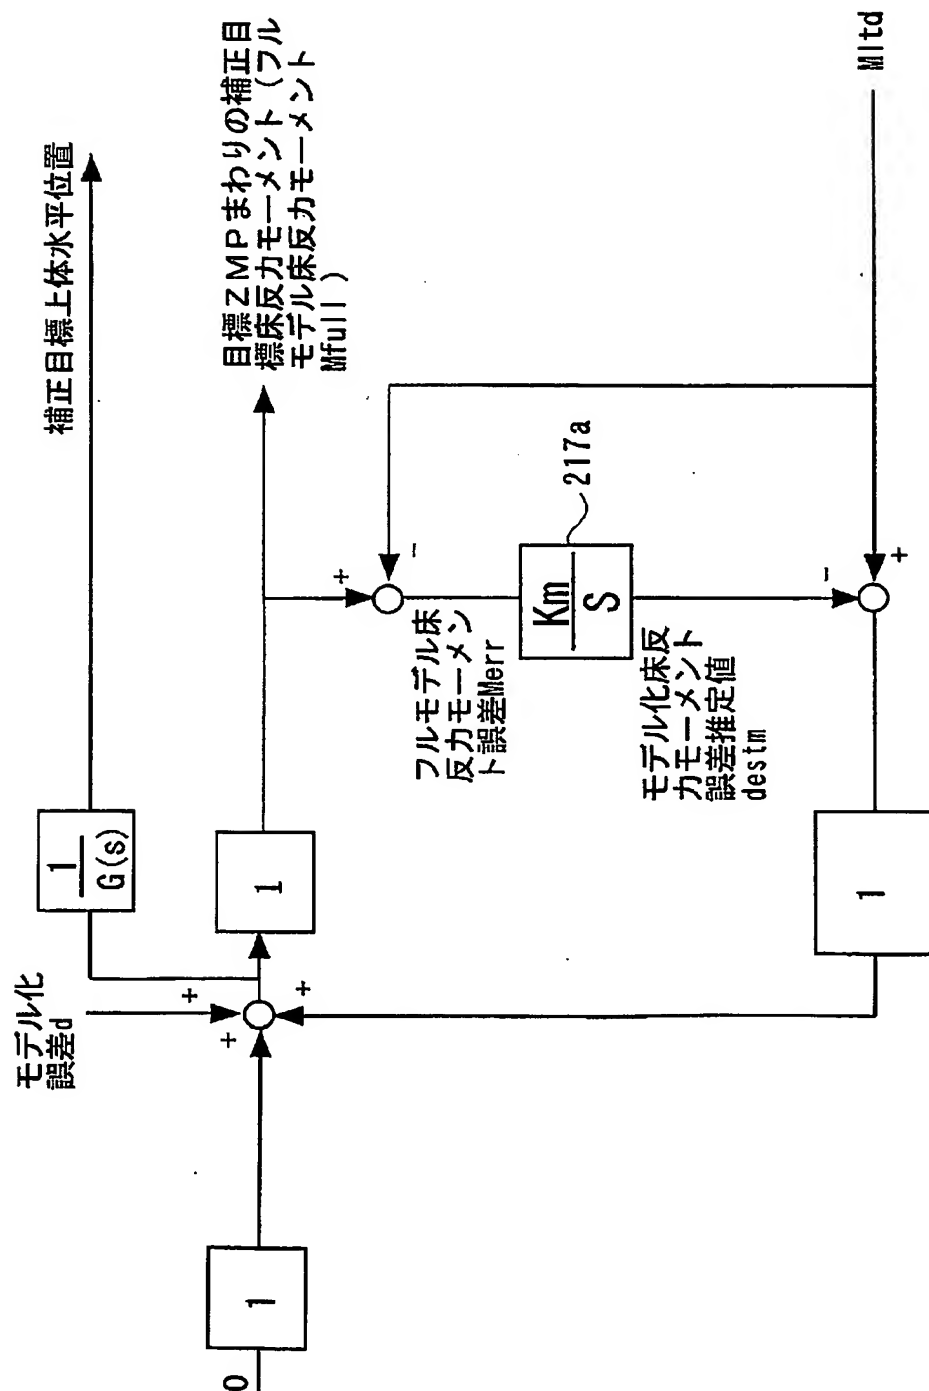 補正目標上体水平位置
モデル化
誤差d
1
G(s)
0
1
1
目標ZMPまわりの補正目
標床反力モーメント(フル
モデル床反力モーメント
Mfull )
+
+
+
+
-
フルモデル床
反力モーメン
ト誤差Merr
Km
S
217a
モデル化床反
力モーメント
誤差推定値
destm
-
+
1
Mltd